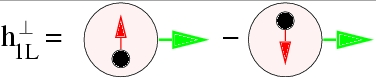 h⊥1L = −